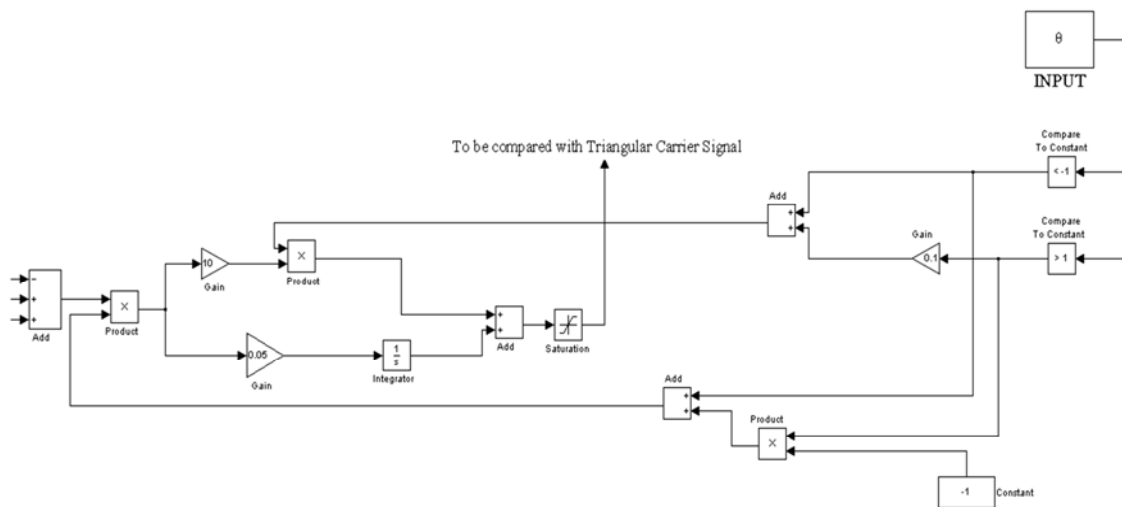 θ
INPUT
To be compared with Triangular Carrier Signal
Compare
To Constant
< -1
Add
+
+
Compare
To Constant
> 1
Gain
0.1
10
Gain
×
Product
−
+
+
Add
×
Product
0.05
Gain
1
s
Integrator
+
+
Add
Saturation
Add
+
+
Product
×
-1
Constant